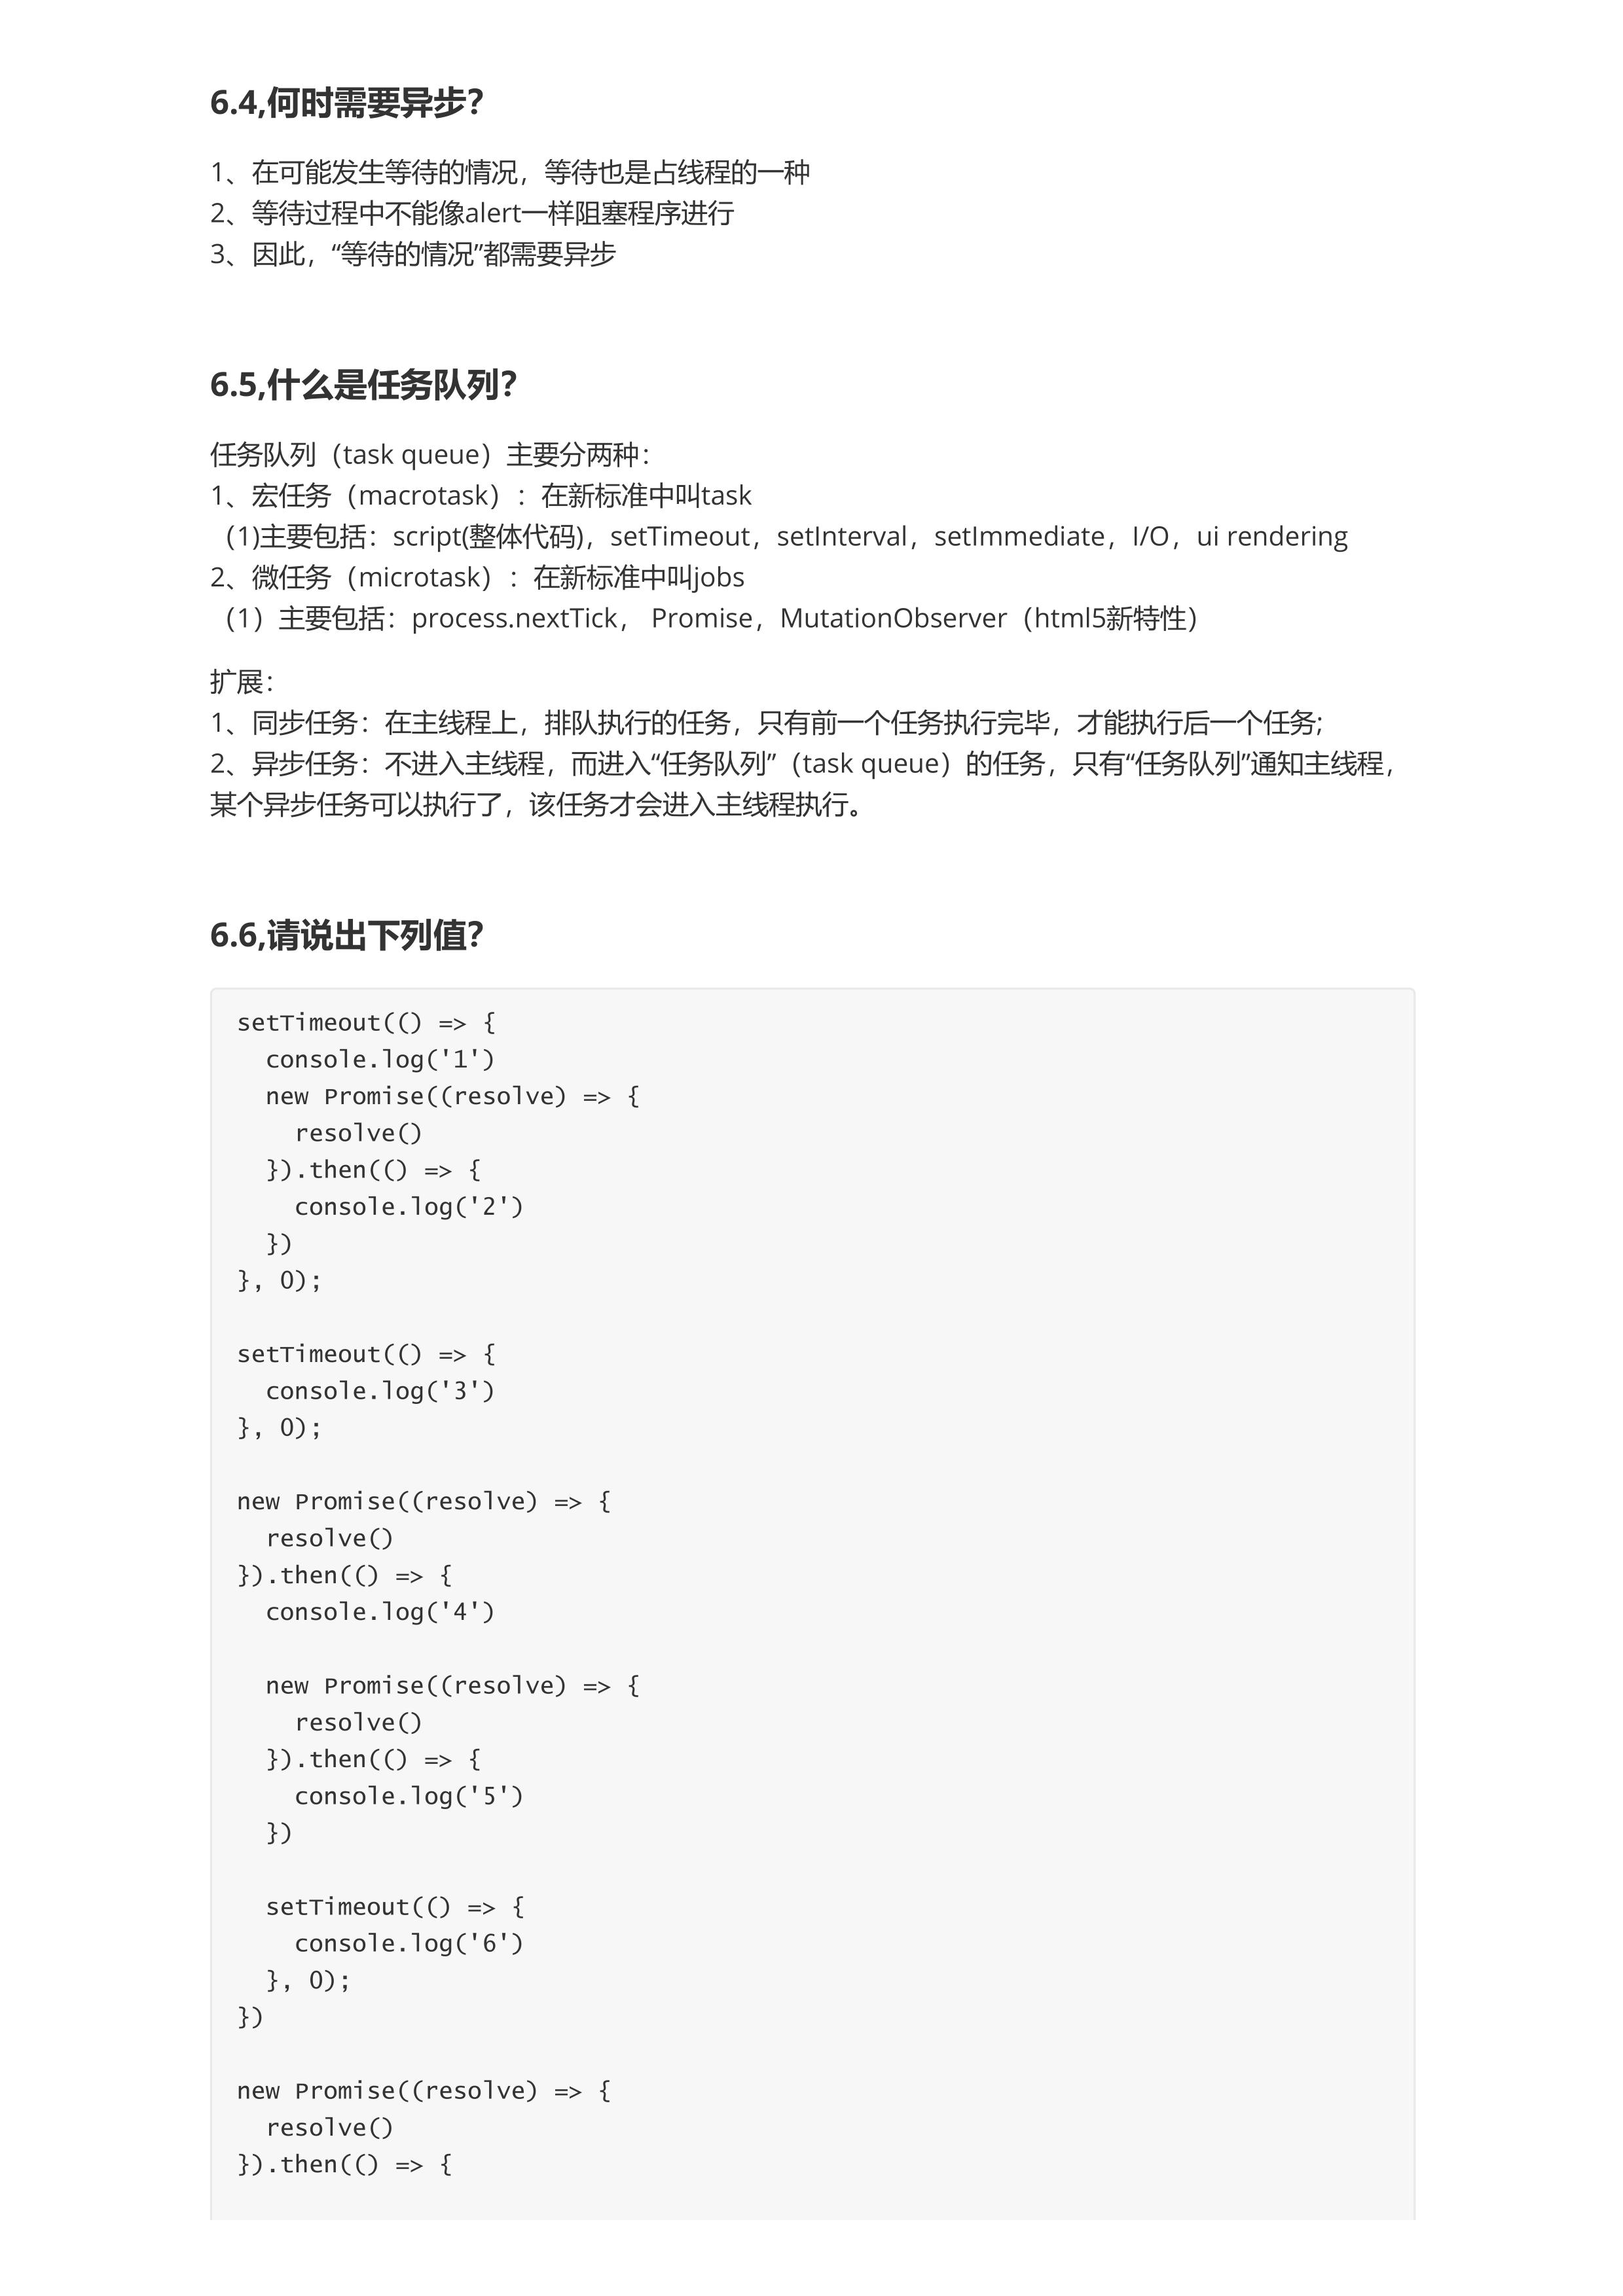 6.4,何时需要异步？
1、在可能发生等待的情况，等待也是占线程的一种
2、等待过程中不能像alert一样阻塞程序进行
3、因此，“等待的情况”都需要异步
6.5,什么是任务队列？
任务队列（task queue）主要分两种：
1、宏任务（macrotask）：在新标准中叫task
（1)主要包括：script(整体代码)，setTimeout，setInterval，setImmediate，I/O，ui rendering
2、微任务（microtask）：在新标准中叫jobs
（1）主要包括：process.nextTick， Promise，MutationObserver（html5新特性）
扩展：
1、同步任务：在主线程上，排队执行的任务，只有前一个任务执行完毕，才能执行后一个任务;
2、异步任务：不进入主线程，而进入“任务队列”（task queue）的任务，只有“任务队列”通知主线程，
某个异步任务可以执行了，该任务才会进入主线程执行。
6.6,请说出下列值？
setTimeout(() => {
  console.log('1')
  new Promise((resolve) => {
    resolve()
  }).then(() => {
    console.log('2')
  })
}, 0);
setTimeout(() => {
  console.log('3')
}, 0);
new Promise((resolve) => {
  resolve()
}).then(() => {
  console.log('4')
  new Promise((resolve) => {
    resolve()
  }).then(() => {
    console.log('5')
  })
  setTimeout(() => {
    console.log('6')
  }, 0);
})
new Promise((resolve) => {
  resolve()
}).then(() => {